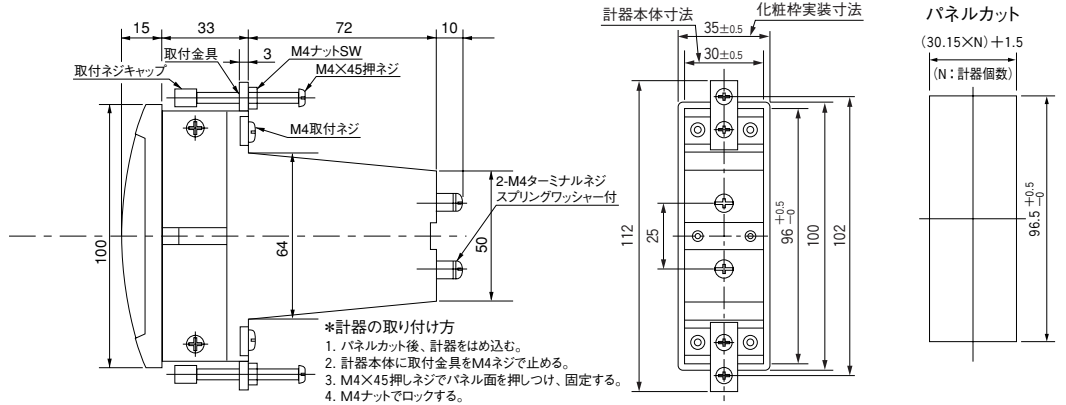 15
33
72
10
3
取付金具
M4ナットSW
取付ネジキャップ
M4×45押ネジ
M4取付ネジ
2-M4ターミナルネジ
スプリングワッシャー付
100
64
50
*計器の取り付け方
1. パネルカット後、計器をはめ込む。
2. 計器本体に取付金具をM4ネジで止める。
3. M4×45押しネジでパネル面を押しつけ、固定する。
4. M4ナットでロックする。
計器本体寸法
化粧枠実装寸法
35±0.5
30±0.5
112
25
96 +0.5 −0
100
102
パネルカット
(30.15×N)+1.5
(N:計器個数)
96.5 +0.5 −0